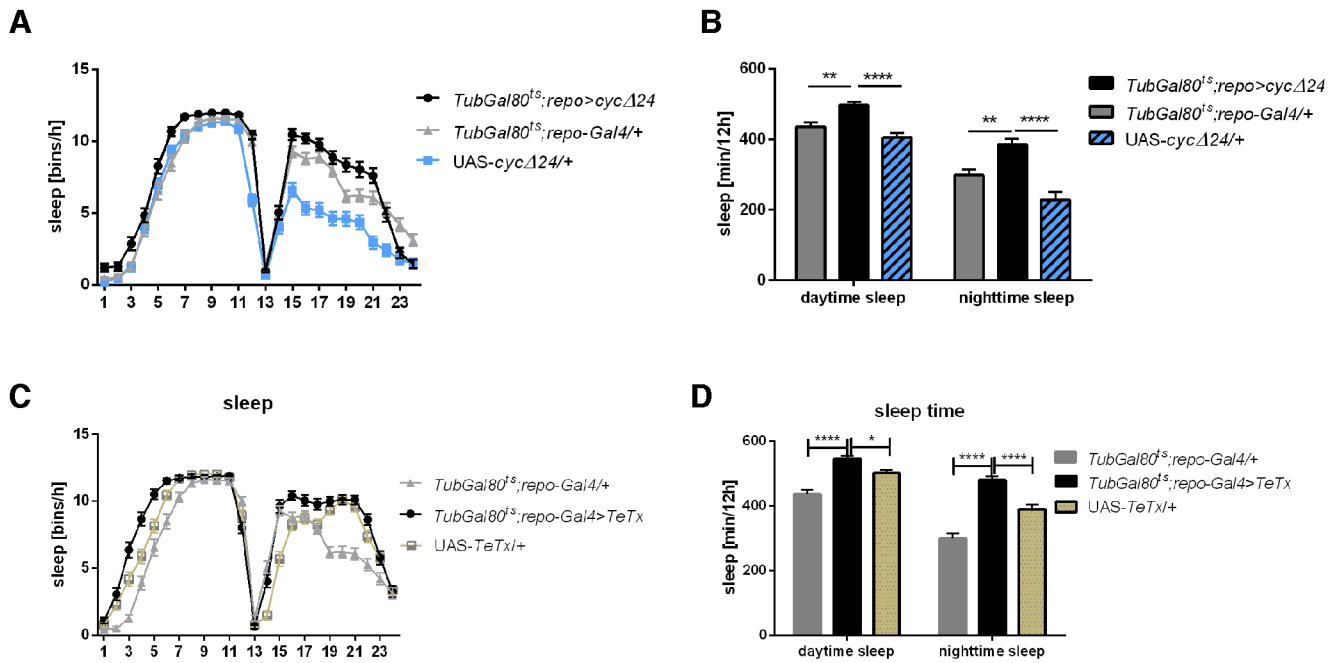 A
15
10
5
0
sleep [bins/h]
1 3 5 7 9 11 13 15 17 19 21 23
TubGal80ts;repo>cycΔ24
TubGal80ts;repo-Gal4/+
UAS-cycΔ24/+
B
600
400
200
0
sleep [min/12h]
** ****
** ****
daytime sleep nighttime sleep
TubGal80ts;repo>cycΔ24
TubGal80ts;repo-Gal4/+
UAS-cycΔ24/+
C
sleep
15
10
5
0
sleep [bins/h]
1 3 5 7 9 11 13 15 17 19 21 23
TubGal80ts;repo-Gal4/+
TubGal80ts;repo-Gal4>TeTx
UAS-TeTx/+
D
sleep time
600
400
200
0
sleep [min/12h]
**** *
**** ****
daytime sleep nighttime sleep
TubGal80ts;repo-Gal4/+
TubGal80ts;repo-Gal4>TeTx
UAS-TeTx/+